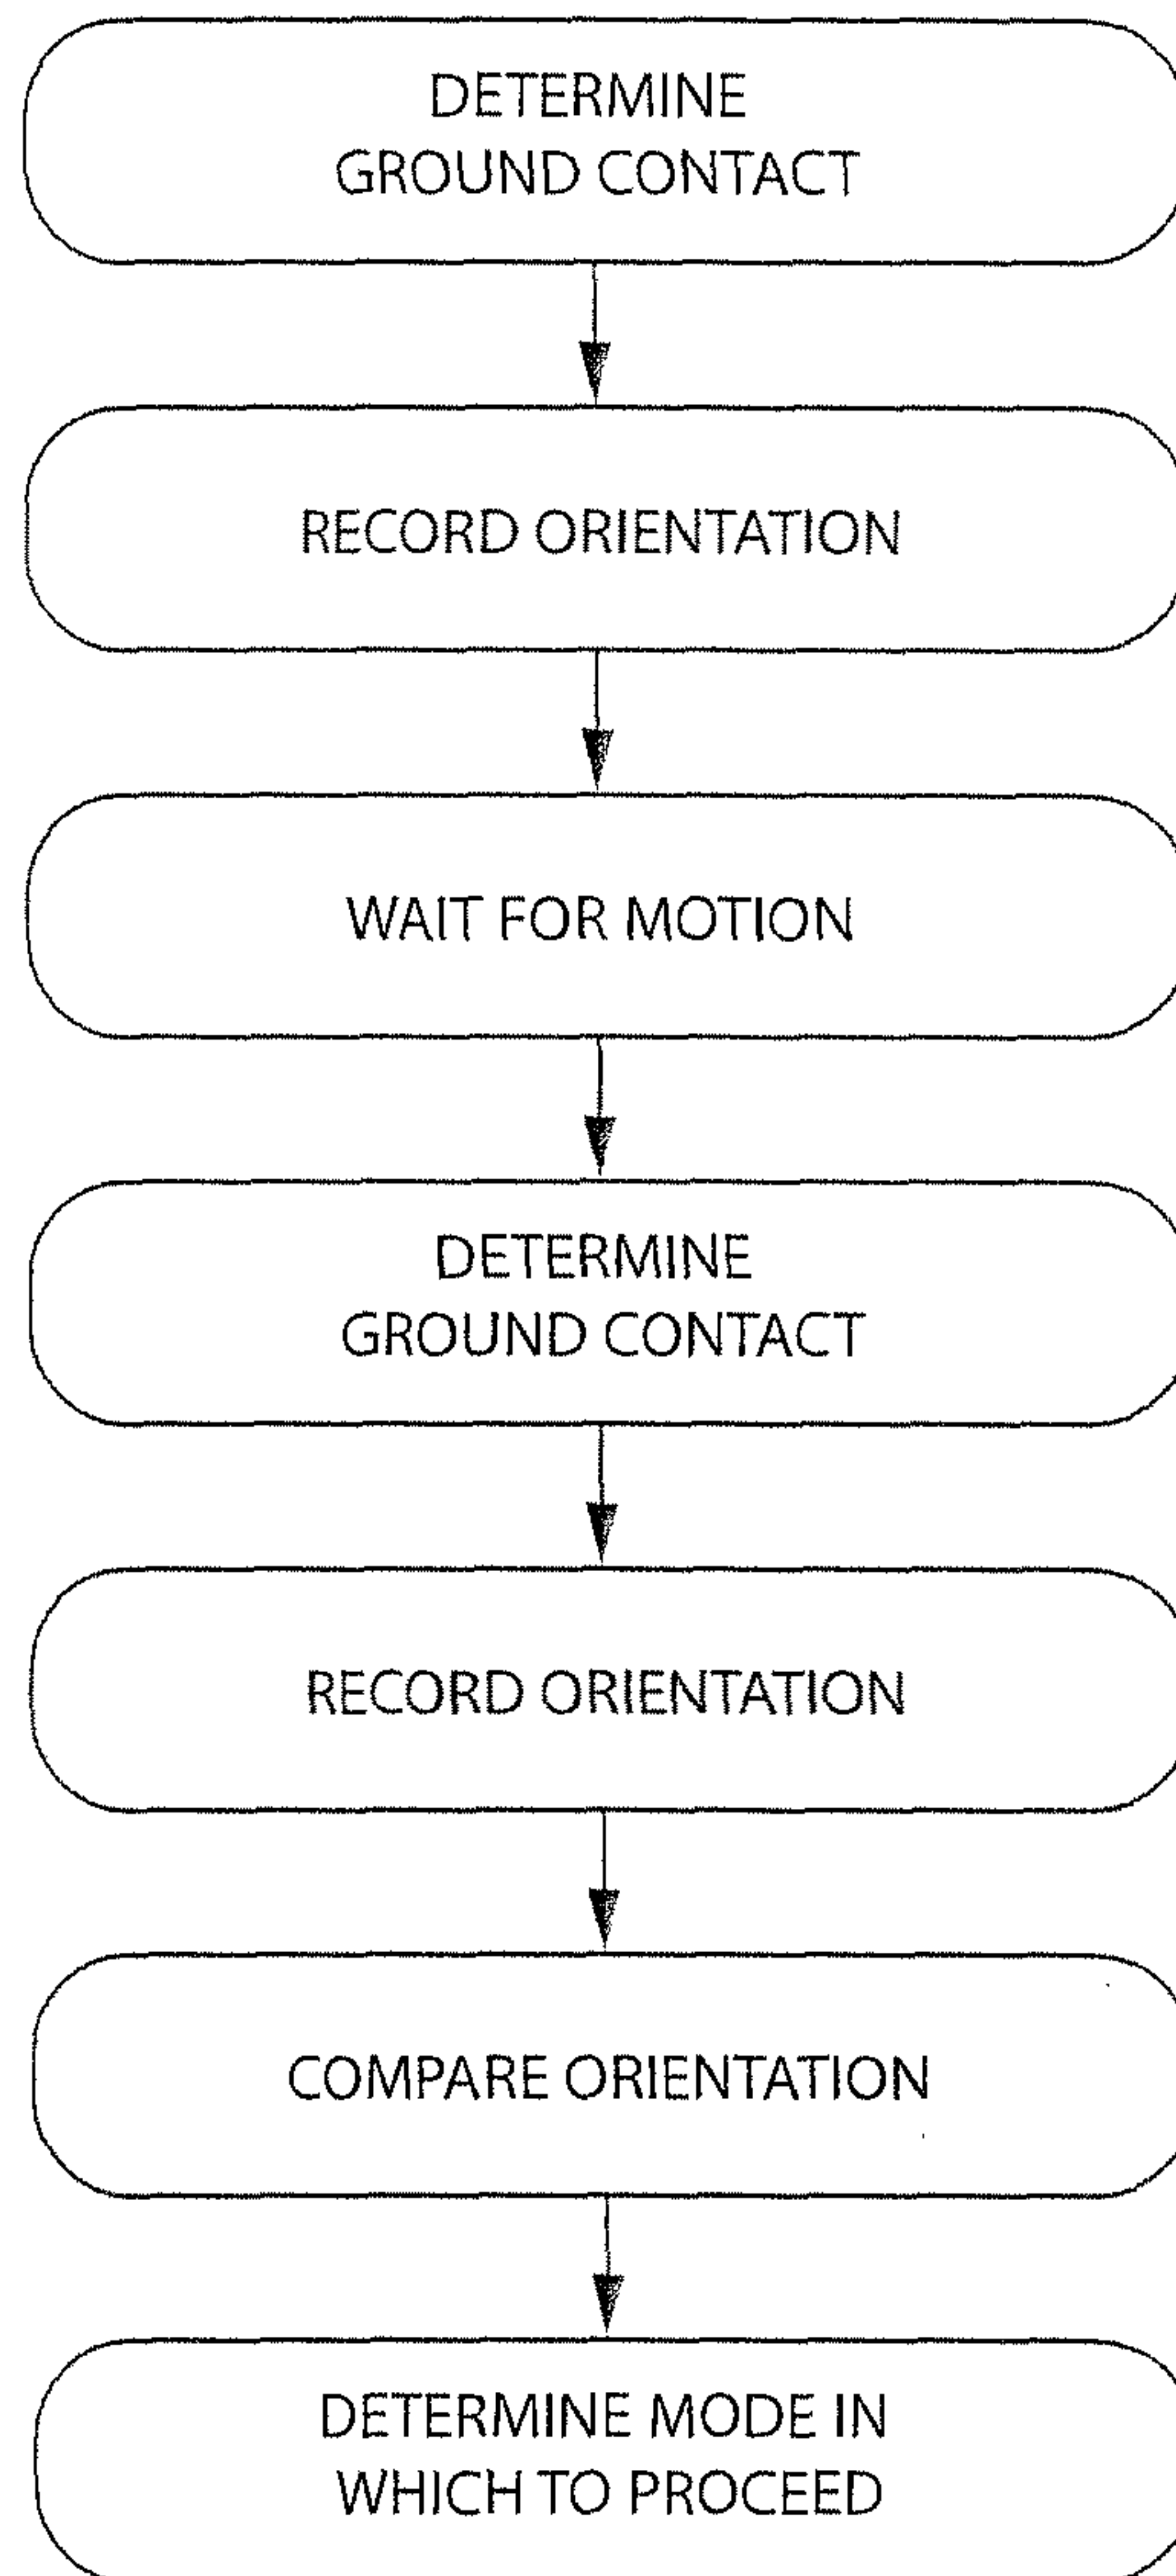 DETERMINE
GROUND CONTACT
RECORD ORIENTATION
WAIT FOR MOTION
DETERMINE
GROUND CONTACT
RECORD ORIENTATION
COMPARE ORIENTATION
DETERMINE MODE IN
WHICH TO PROCEED